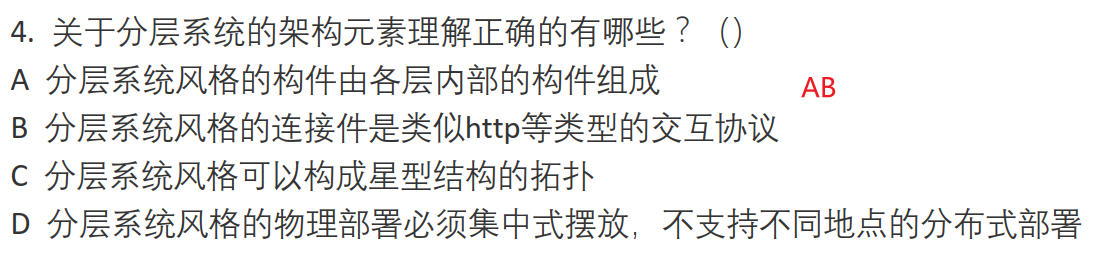 4. 关于分层系统的架构元素理解正确的有哪些？ ()
A 分层系统风格的构件由各层内部的构件组成
AB
B 分层系统风格的连接件是类似http等类型的交互协议
C 分层系统风格可以构成星型结构的拓扑
D 分层系统风格的物理部署必须集中式摆放，不支持不同地点的分布式部署